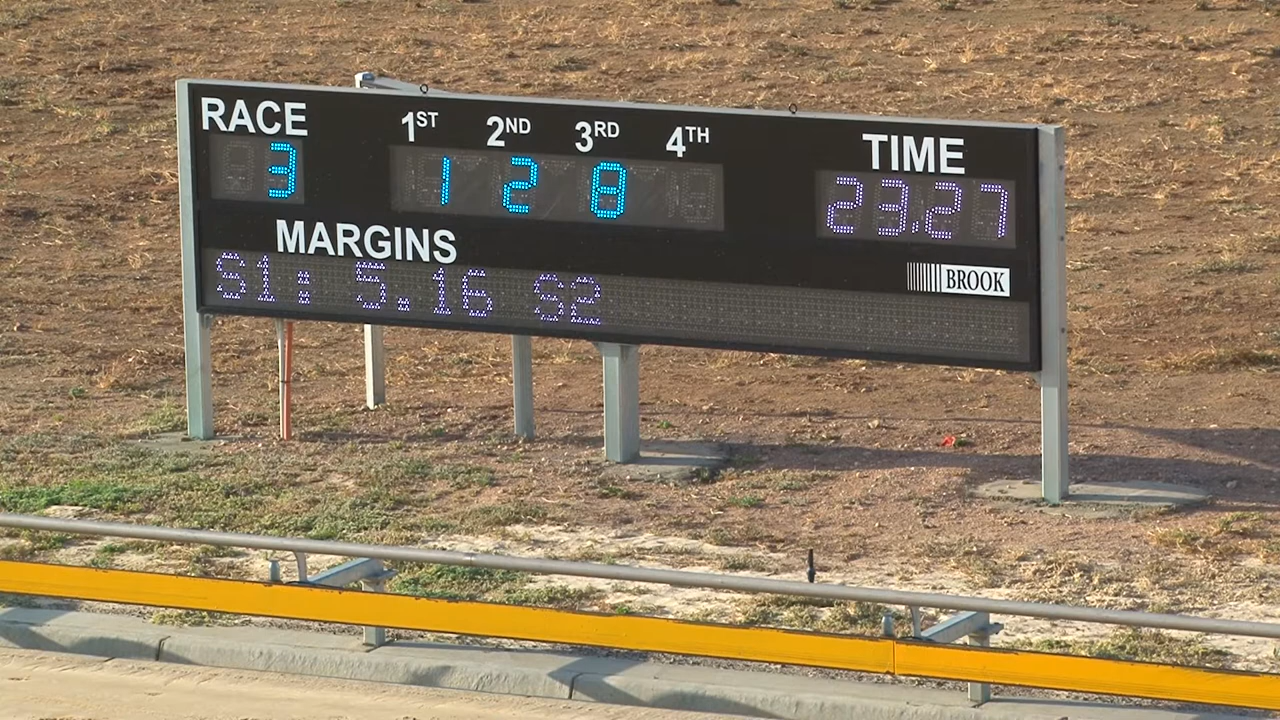 RACE 1ST 2ND 3RD 4TH TIME
3 1 2 8 23.27
MARGINS
S1: 5.16 S2
BROOK